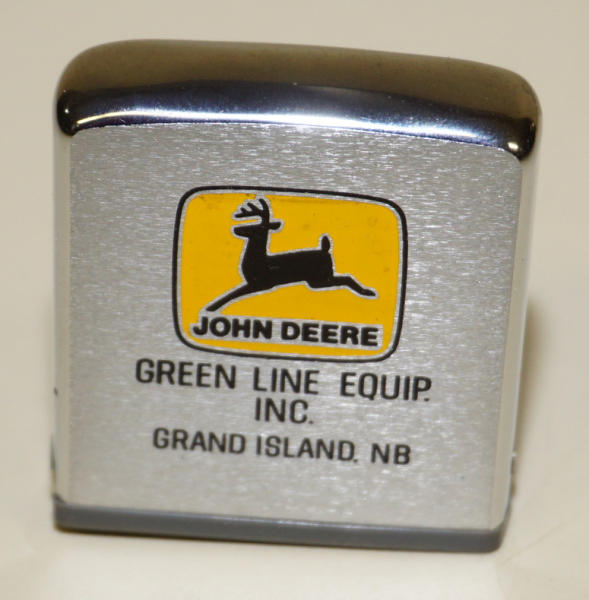 JOHN DEERE
GREEN LINE EQUIP.
INC.
GRAND ISLAND, NB